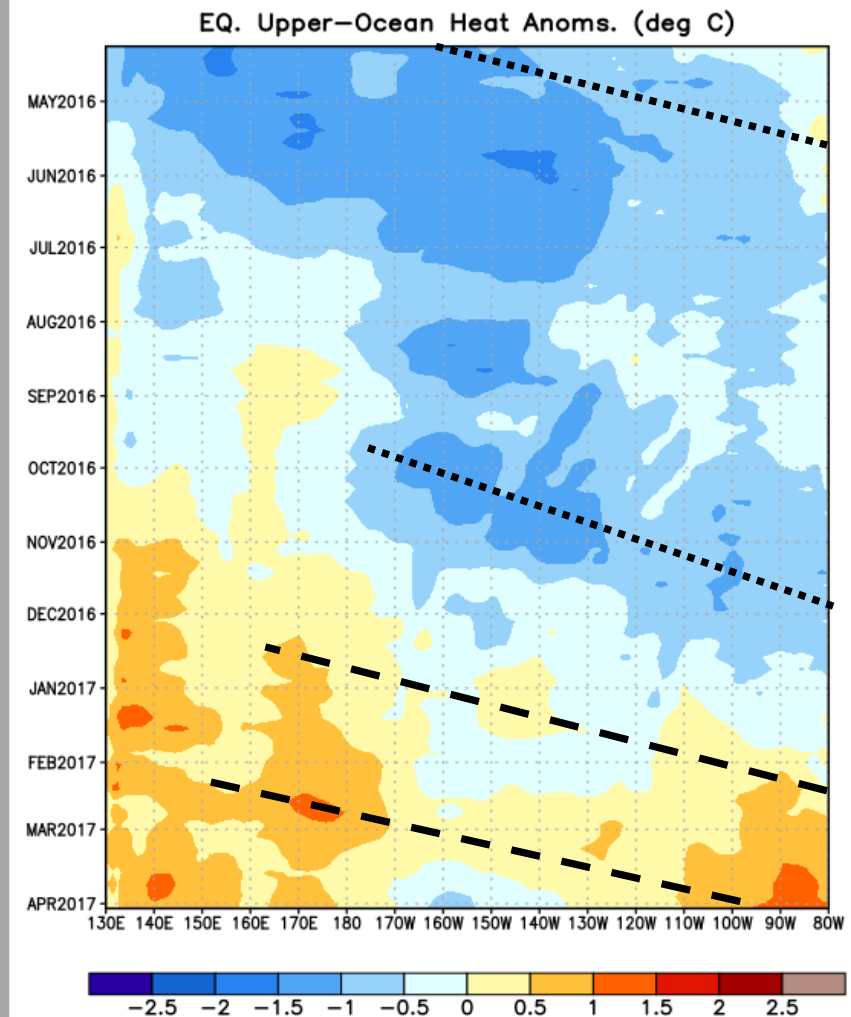 EQ. Upper−Ocean Heat Anoms. (deg C)
MAY2016
JUN2016
JUL2016
AUG2016
SEP2016
OCT2016
NOV2016
DEC2016
JAN2017
FEB2017
MAR2017
APR2017
130E 140E 150E 160E 170E 180 170W 160W 150W 140W 130W 120W 110W 100W 90W 80W
−2.5 −2 −1.5 −1 −0.5 0 0.5 1 1.5 2 2.5